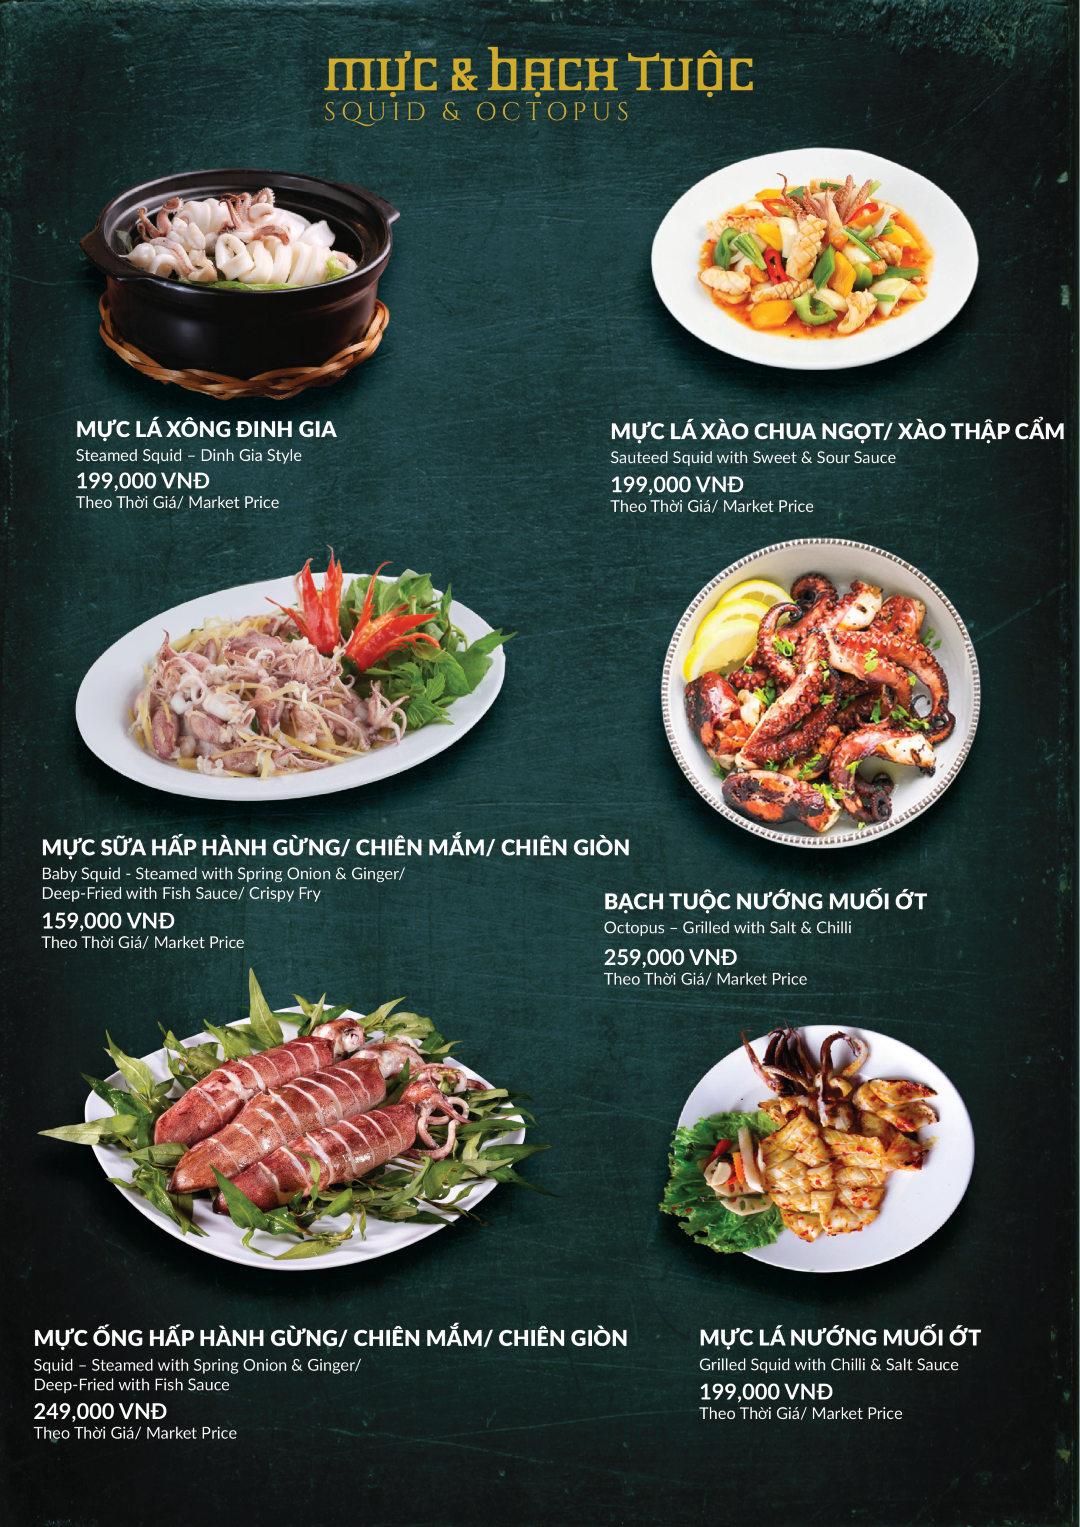 MỰC & BẠCH TUỘC
SQUID & OCTOPUS
MỰC LÁ XÔNG ĐINH GIA
Steamed Squid – Dinh Gia Style
199,000 VNĐ
Theo Thời Giá/ Market Price
MỰC LÁ XÀO CHUA NGỌT/ XÀO THẬP CẨM
Sauteed Squid with Sweet & Sour Sauce
199,000 VNĐ
Theo Thời Giá/ Market Price
MỰC SỮA HẤP HÀNH GỪNG/ CHIÊN MẮM/ CHIÊN GIÒN
Baby Squid - Steamed with Spring Onion & Ginger/
Deep-Fried with Fish Sauce/ Crispy Fry
159,000 VNĐ
Theo Thời Giá/ Market Price
BẠCH TUỘC NƯỚNG MUỐI ỚT
Octopus – Grilled with Salt & Chilli
259,000 VNĐ
Theo Thời Giá/ Market Price
MỰC ỐNG HẤP HÀNH GỪNG/ CHIÊN MẮM/ CHIÊN GIÒN
Squid – Steamed with Spring Onion & Ginger/
Deep-Fried with Fish Sauce
249,000 VNĐ
Theo Thời Giá/ Market Price
MỰC LÁ NƯỚNG MUỐI ỚT
Grilled Squid with Chilli & Salt Sauce
199,000 VNĐ
Theo Thời Giá/ Market Price